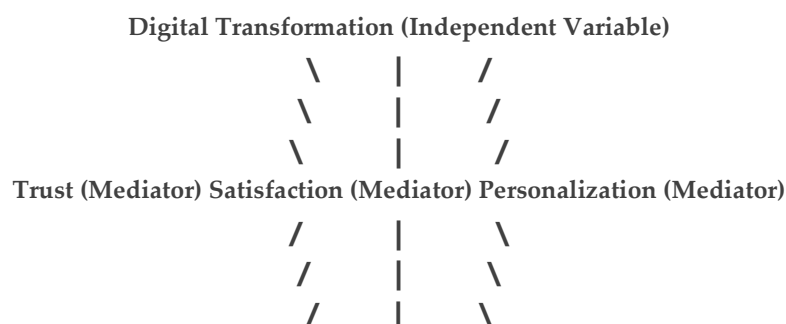 Digital Transformation (Independent Variable)
\ | /
\ | /
\ | /
Trust (Mediator) Satisfaction (Mediator) Personalization (Mediator)
/ | \
/ | \
/ | \